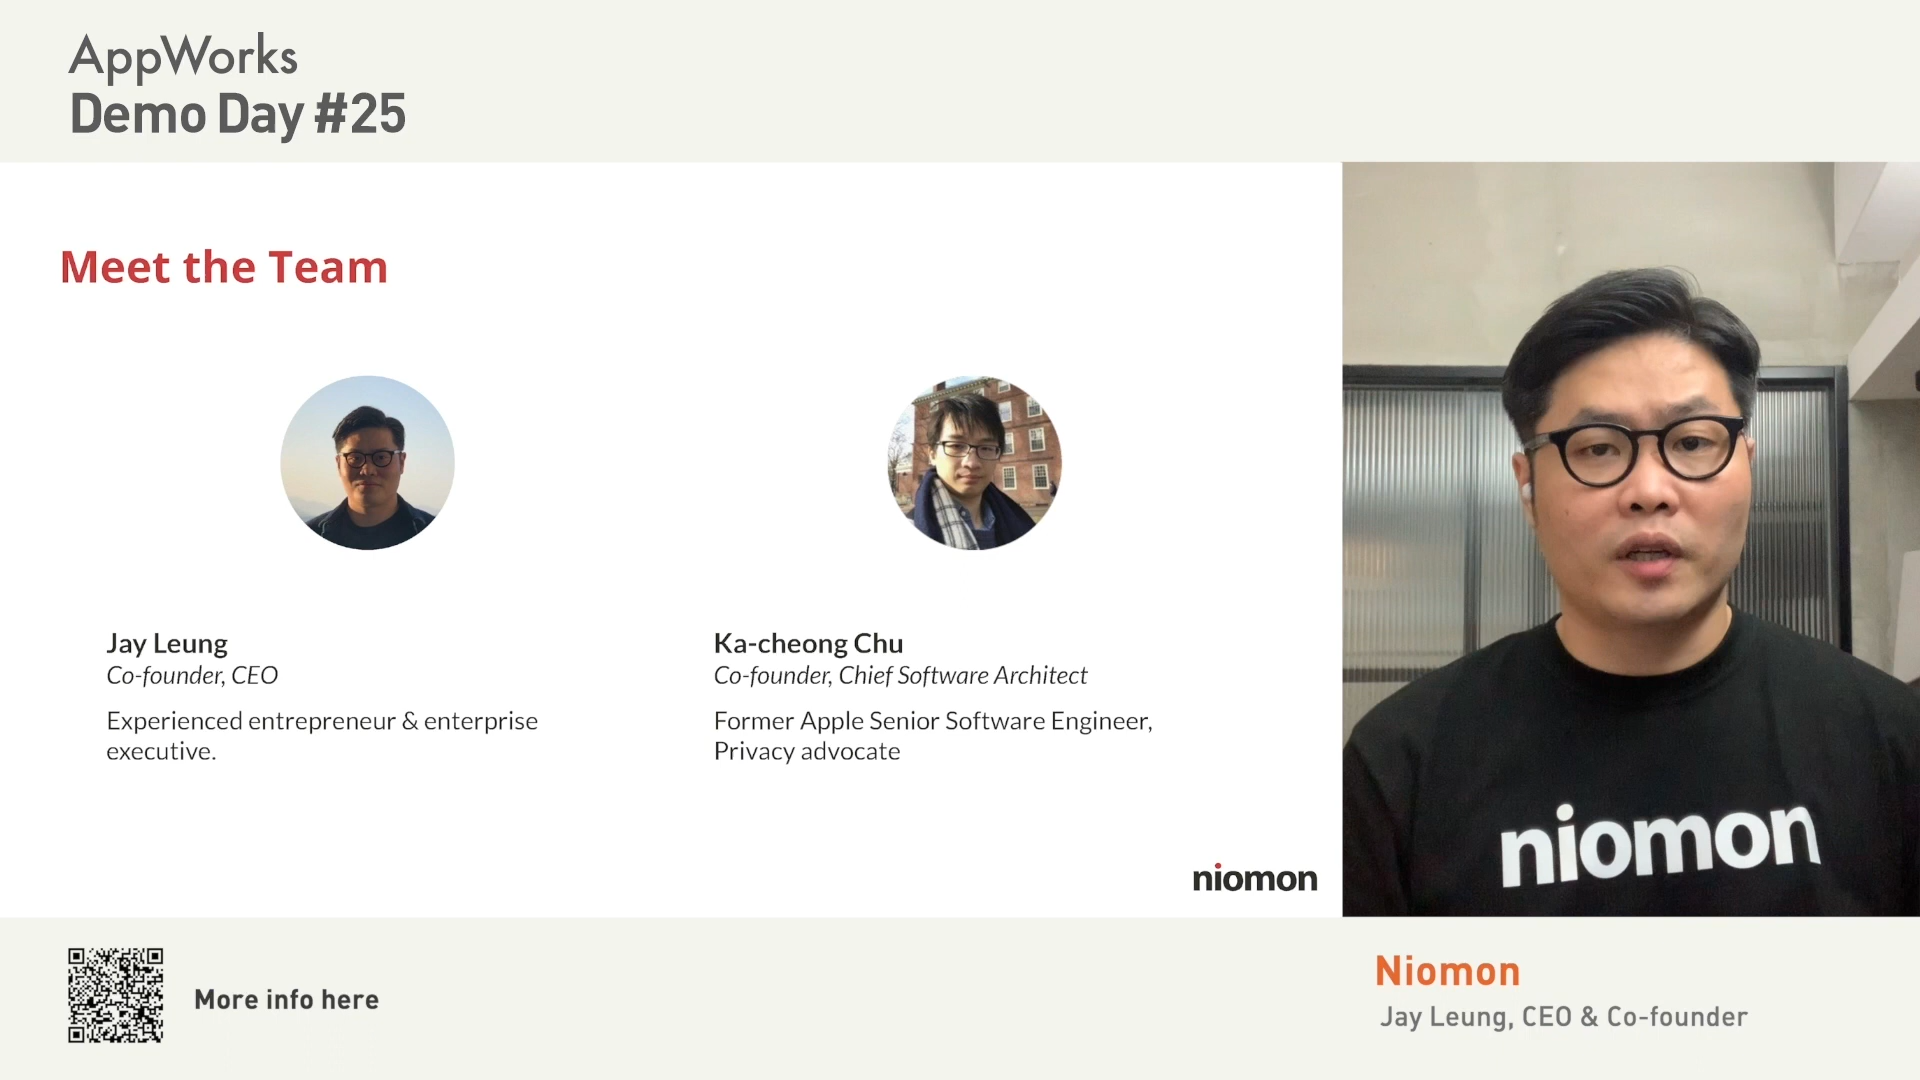 AppWorks
Demo Day #25
Meet the Team
Jay Leung
Co-founder, CEO
Experienced entrepreneur & enterprise
executive.
Ka-cheong Chu
Co-founder, Chief Software Architect
Former Apple Senior Software Engineer,
Privacy advocate
niomon
niomon
More info here
Niomon
Jay Leung, CEO & Co-founder